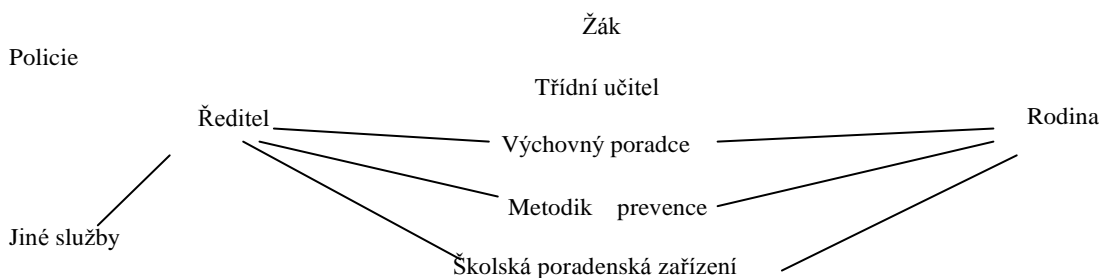 Žák
Policie
Třídní učitel
Ředitel
Rodina
Výchovný poradce
Metodik prevence
Jiné služby
Školská poradenská zařízení